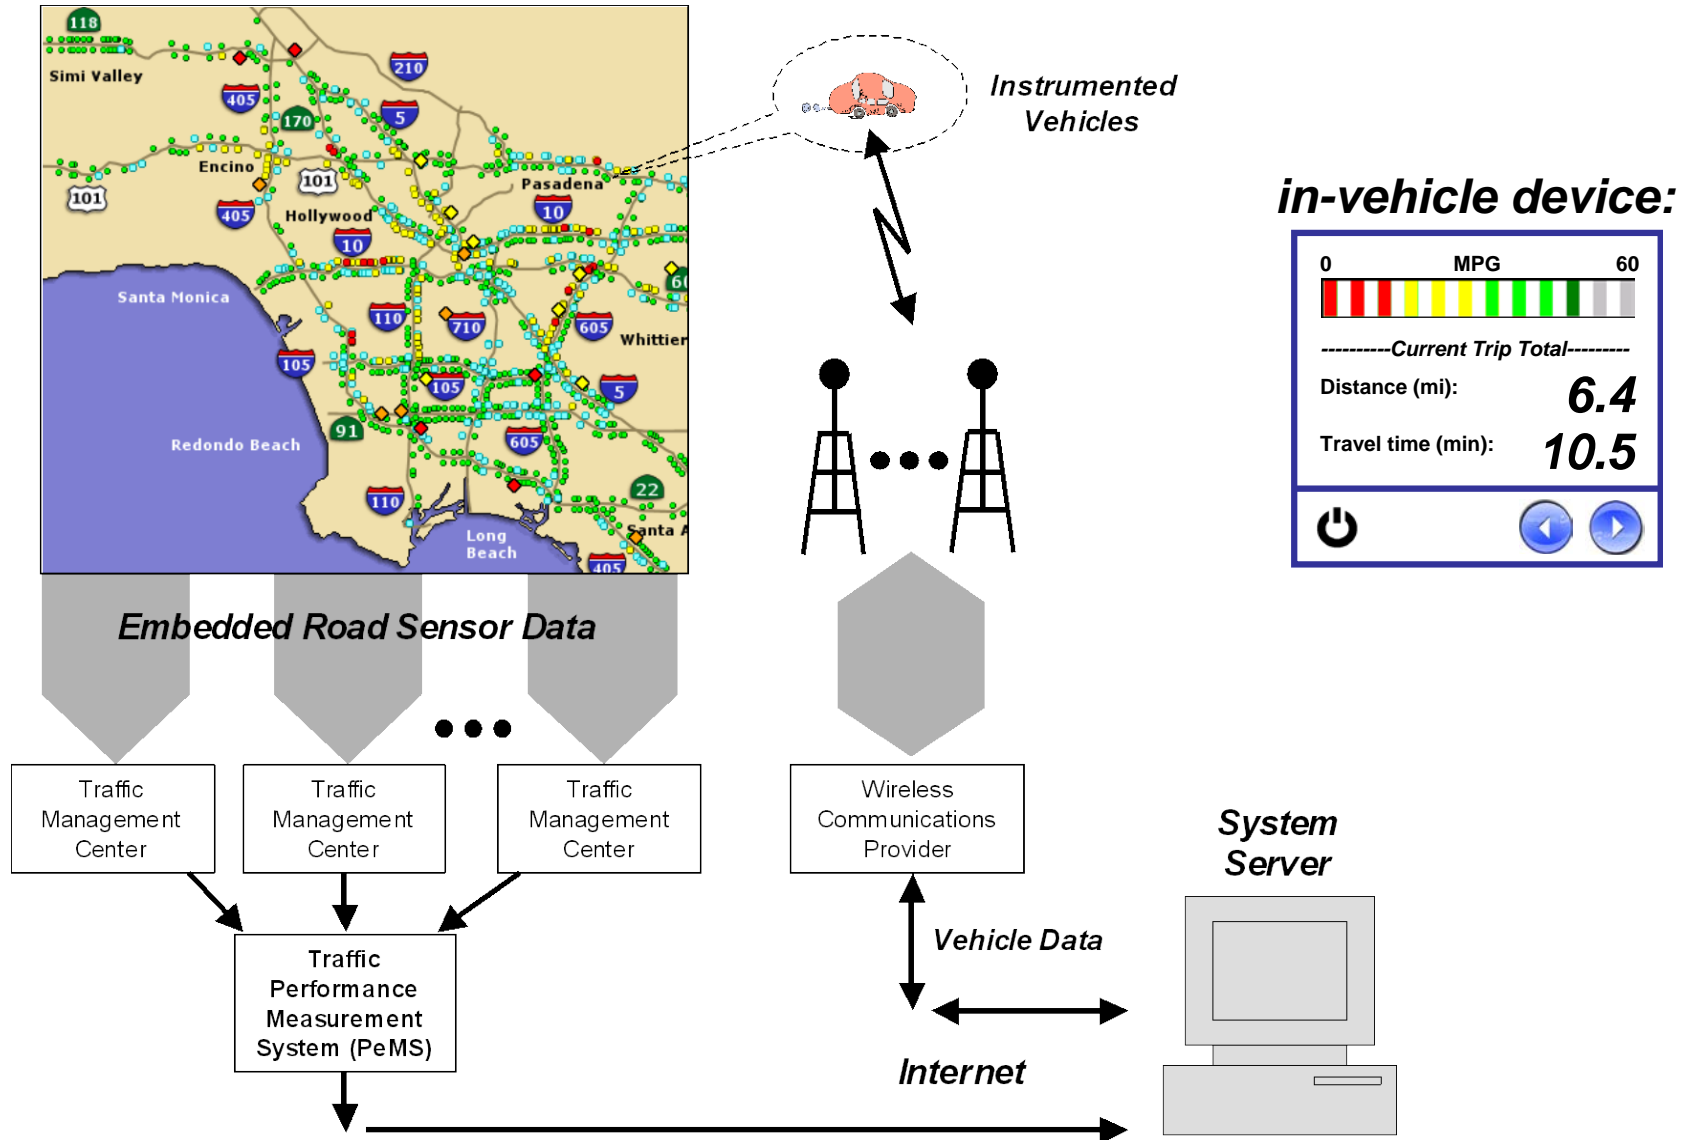 118
Simi Valley
210
405
170
5
Encino
101
101
405
Hollywood
Pasadena
10
10
Santa Monica
110
710
605
60
Whittier
105
105
5
91
Redondo Beach
605
110
22
Santa A
Long
Beach
405
Instrumented
Vehicles
in-vehicle device:
0 MPG 60
----------Current Trip Total---------
Distance (mi): 6.4
Travel time (min): 10.5
Embedded Road Sensor Data
Traffic
Management
Center
Traffic
Management
Center
Traffic
Management
Center
Wireless
Communications
Provider
System
Server
Vehicle Data
Traffic
Performance
Measurement
System (PeMS)
Internet